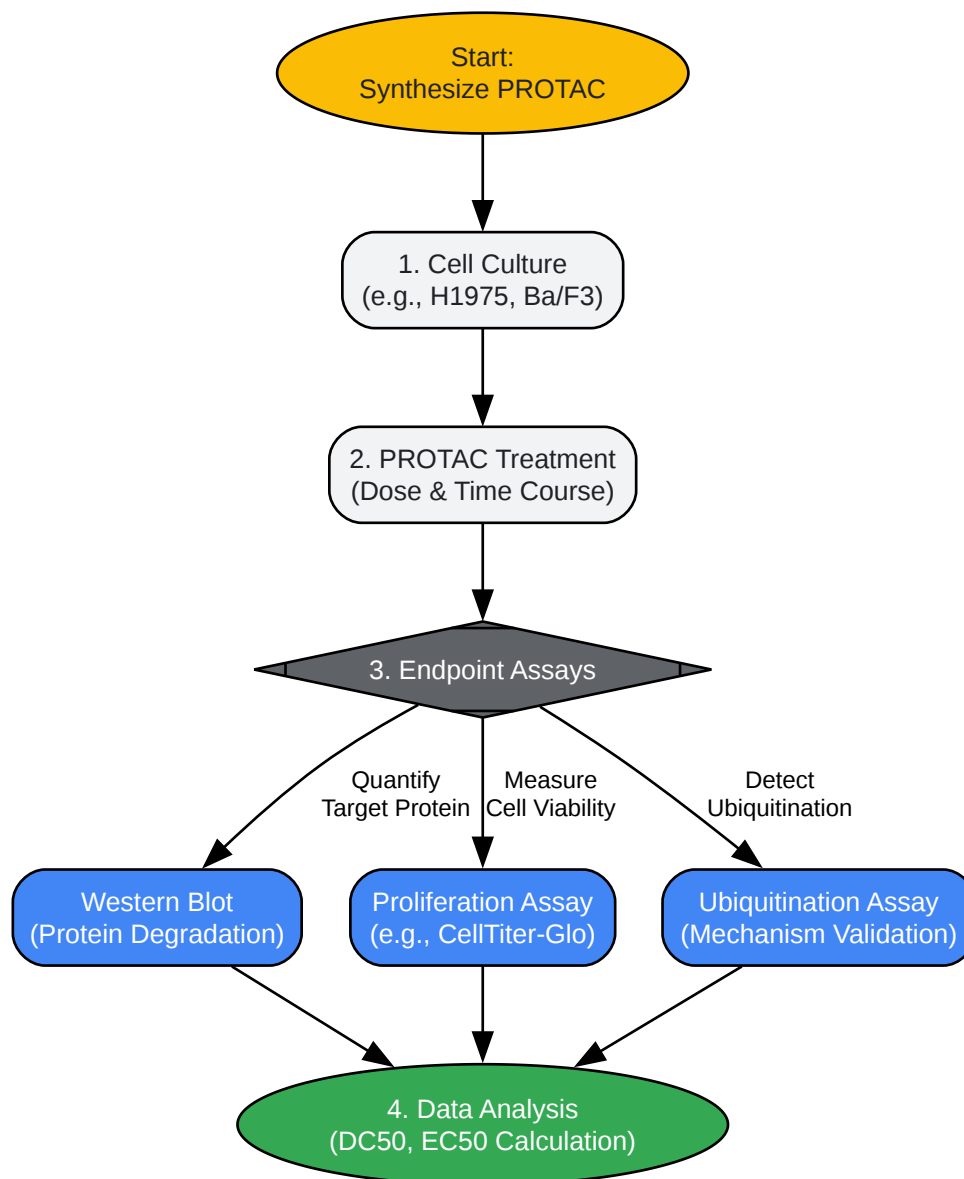 Start:
Synthesize PROTAC
1. Cell Culture
(e.g., H1975, Ba/F3)
2. PROTAC Treatment
(Dose & Time Course)
3. Endpoint Assays
Quantify
Target Protein
Measure
Cell Viability
Detect
Ubiquitination
Western Blot
(Protein Degradation)
Proliferation Assay
(e.g., CellTiter-Glo)
Ubiquitination Assay
(Mechanism Validation)
4. Data Analysis
(DC50, EC50 Calculation)